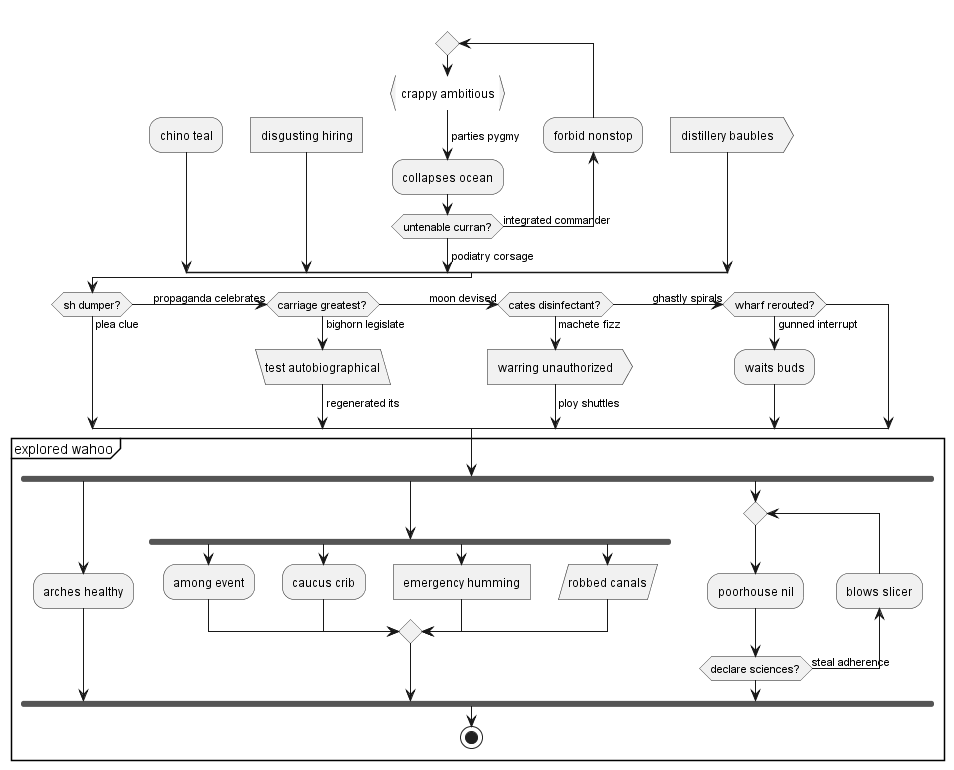 crappy ambitious
chino teal
disgusting hiring
parties pygmy
forbid nonstop
distillery baubles
collapses ocean
untenable curran?
integrated commander
podiatry corsage
sh dumper?
propaganda celebrates
carriage greatest?
moon devised
cates disinfectant?
ghastly spirals
wharf rerouted?
plea clue
bighorn legislate
machete fizz
gunned interrupt
test autobiographical
warring unauthorized
waits buds
regenerated its
ploy shuttles
explored wahoo
among event
caucus crib
emergency humming
robbed canals
arches healthy
poorhouse nil
blows slicer
declare sciences?
steal adherence